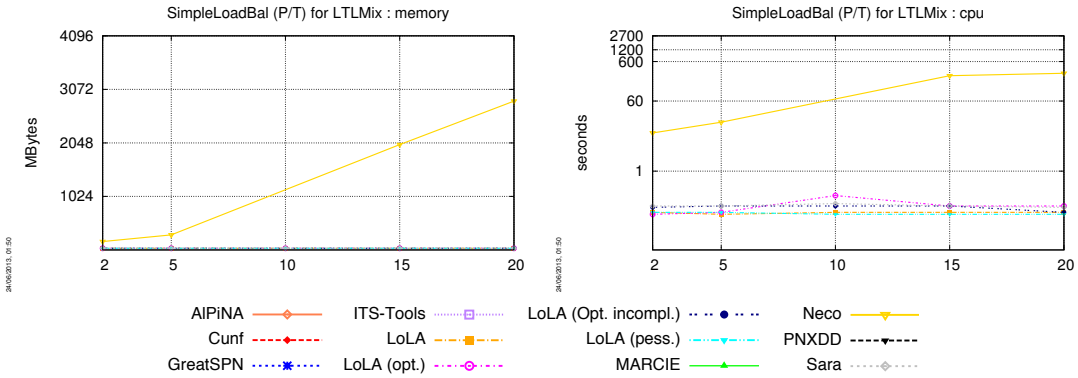 SimpleLoadBal (P/T) for LTLMix : memory
4096
3072
2048
1024
MBytes
2 5 10 15 20
24/06/2013, 01:50
SimpleLoadBal (P/T) for LTLMix : cpu
2700
1200
600
60
1
seconds
2 5 10 15 20
24/06/2013, 01:50
AlPiNA
Cunf
GreatSPN
ITS-Tools
LoLA
LoLA (opt.)
LoLA (Opt. incompl.)
LoLA (pess.)
MARCIE
Neco
PNXDD
Sara